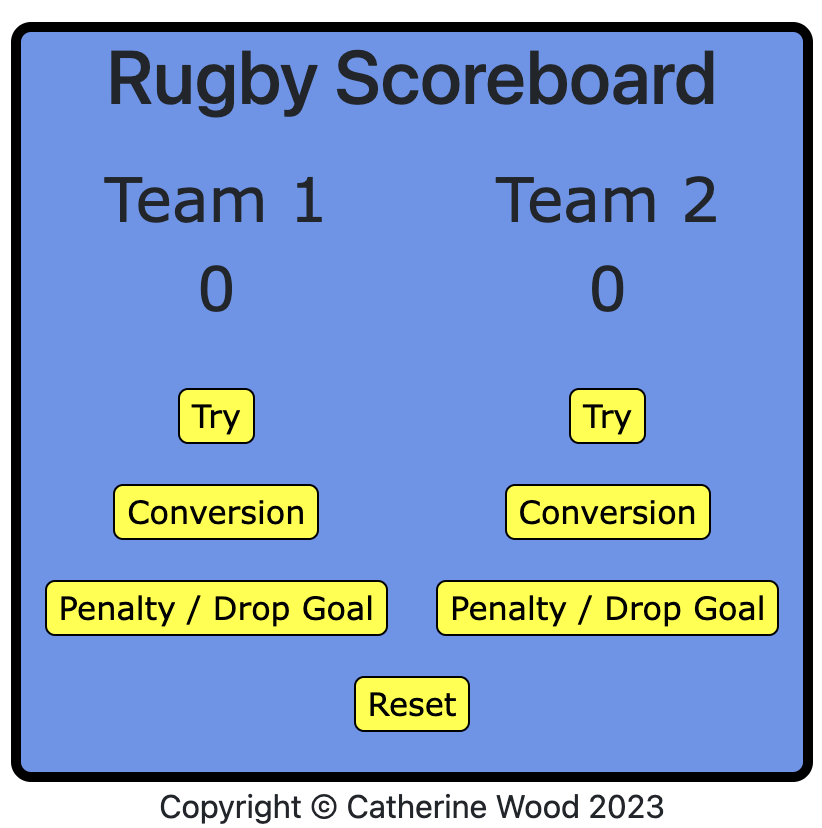 Rugby Scoreboard
Team 1 Team 2
0 0
Try Try
Conversion Conversion
Penalty / Drop Goal Penalty / Drop Goal
Reset
Copyright © Catherine Wood 2023